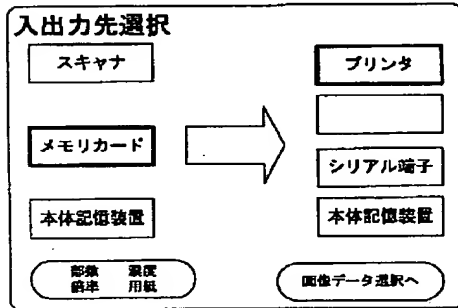 入出力先選択
スキャナ
メモリカード
本体記憶装置
プリンタ
シリアル端子
本体記憶装置
部数 濃度
倍率 用紙
画像データ選択へ